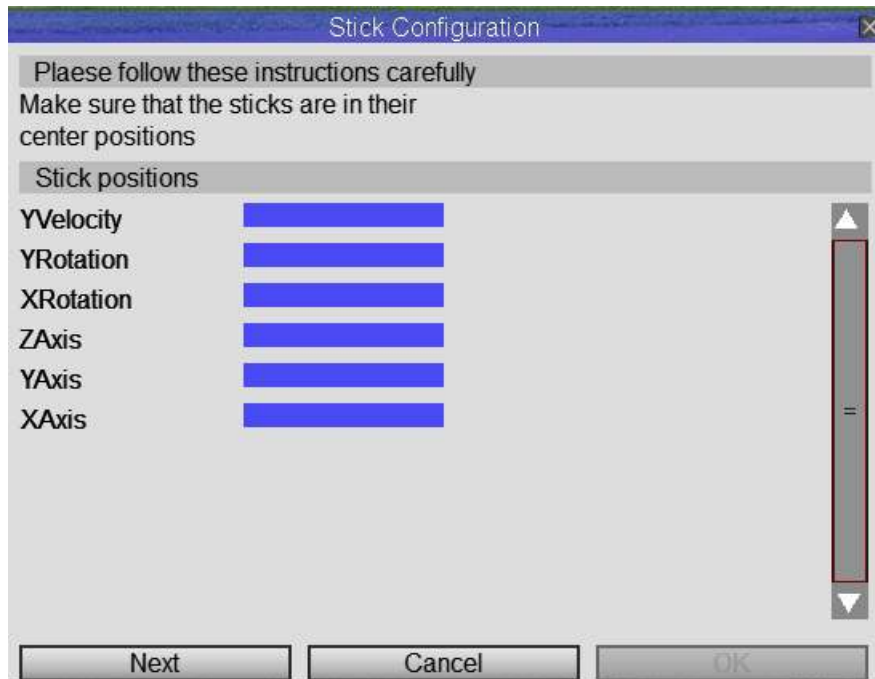 Stick Configuration
Plaese follow these instructions carefully
Make sure that the sticks are in their
center positions
Stick positions
YVelocity
YRotation
XRotation
ZAxis
YAxis
XAxis
Next Cancel OK